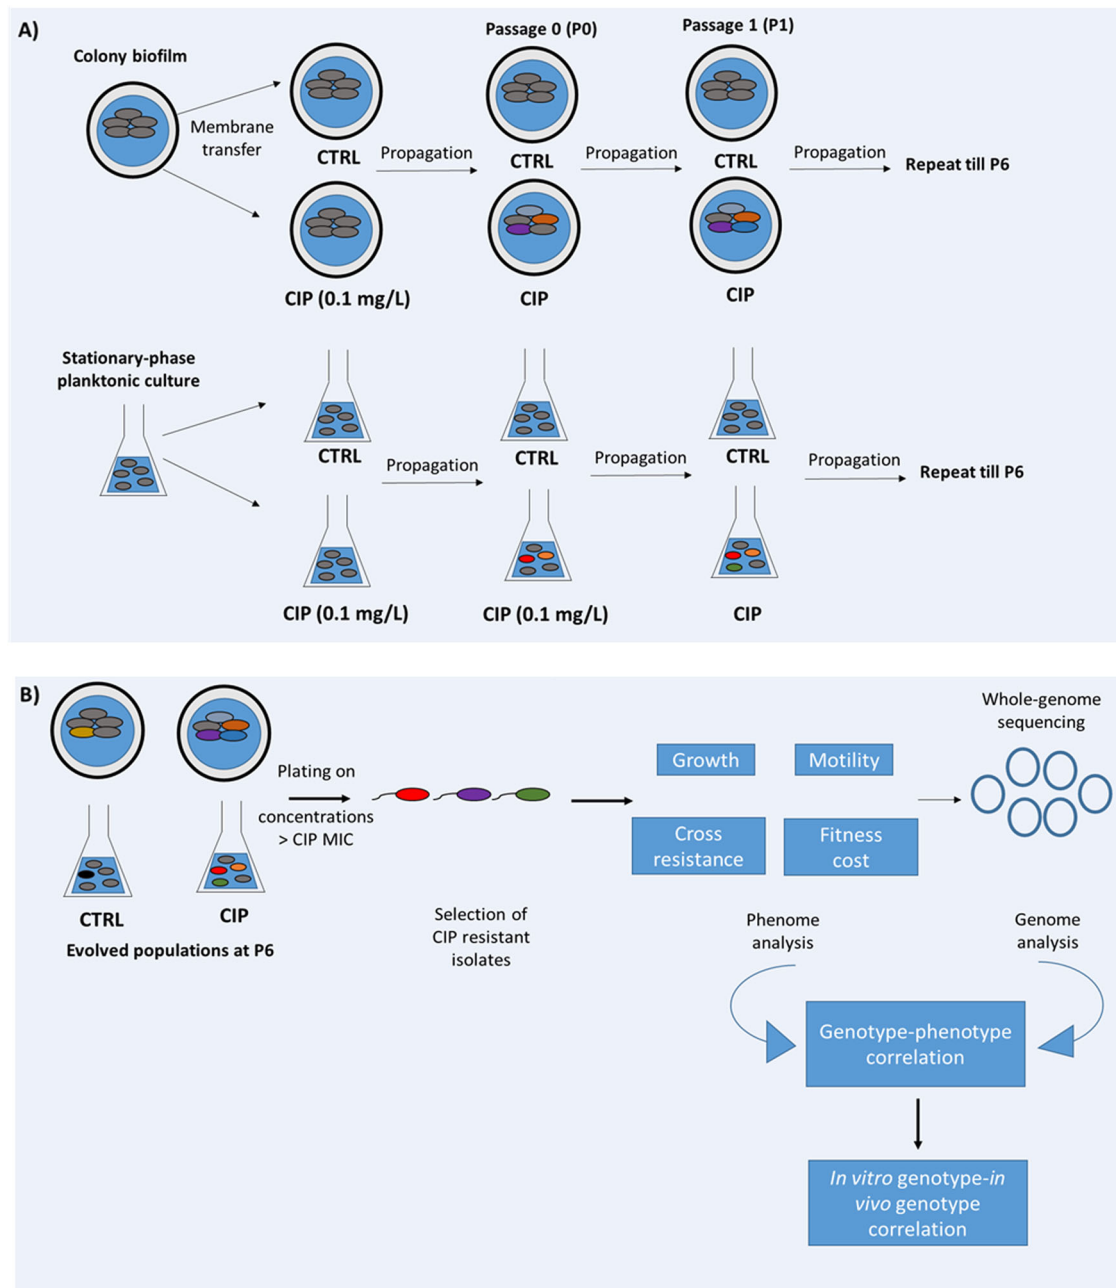 A)
Colony biofilm
Membrane
transfer
CTRL
CIP (0.1 mg/L)
Propagation
Passage 0 (P0)
CTRL
CIP
Propagation
Passage 1 (P1)
CTRL
CIP
Propagation
Repeat till P6
Stationary-phase
planktonic culture
CTRL
CIP (0.1 mg/L)
Propagation
CTRL
CIP (0.1 mg/L)
Propagation
CTRL
CIP
Propagation
Repeat till P6
B)
CTRL
CIP
Evolved populations at P6
Plating on
concentrations
> CIP MIC
Selection of
CIP resistant
isolates
Growth
Motility
Cross
resistance
Fitness
cost
Whole-genome
sequencing
Phenome
analysis
Genome
analysis
Genotype-phenotype
correlation
In vitro genotype-in
vivo genotype
correlation